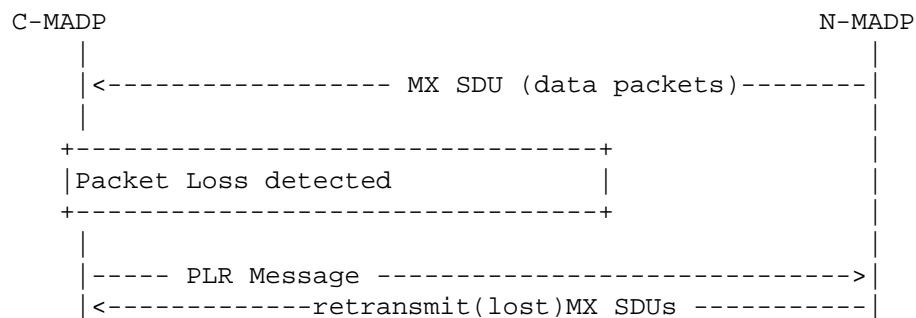 C-MADP N-MADP
|<------------------ MX SDU (data packets)--------|
+---------------------------------+
|Packet Loss detected |
+---------------------------------+
|----- PLR Message ------------------------------>|
|<-------------retransmit(lost)MX SDUs -----------|